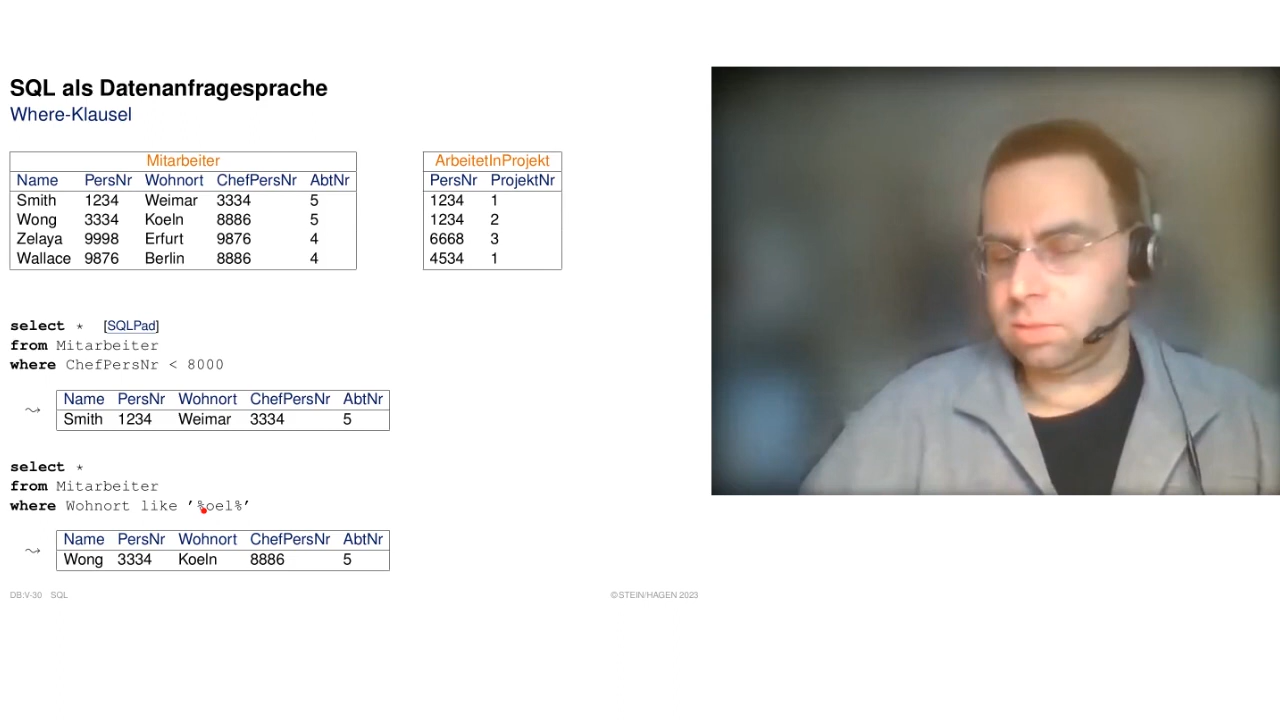 SQL als Datenanfragesprache
Where-Klausel
Mitarbeiter
Name PersNr Wohnort ChefPersNr AbtNr
Smith 1234 Weimar 3334 5
Wong 3334 Koeln 8886 5
Zelaya 9998 Erfurt 9876 4
Wallace 9876 Berlin 8886 4
ArbeitetInProjekt
PersNr ProjektNr
1234 1
1234 2
6668 3
4534 1
select * [SQLPad]
from Mitarbeiter
where ChefPersNr < 8000
Name PersNr Wohnort ChefPersNr AbtNr
Smith 1234 Weimar 3334 5
select *
from Mitarbeiter
where Wohnort like '%oel%'
Name PersNr Wohnort ChefPersNr AbtNr
Wong 3334 Koeln 8886 5
DB:V-30 SQL
©STEIN/HAGEN 2023